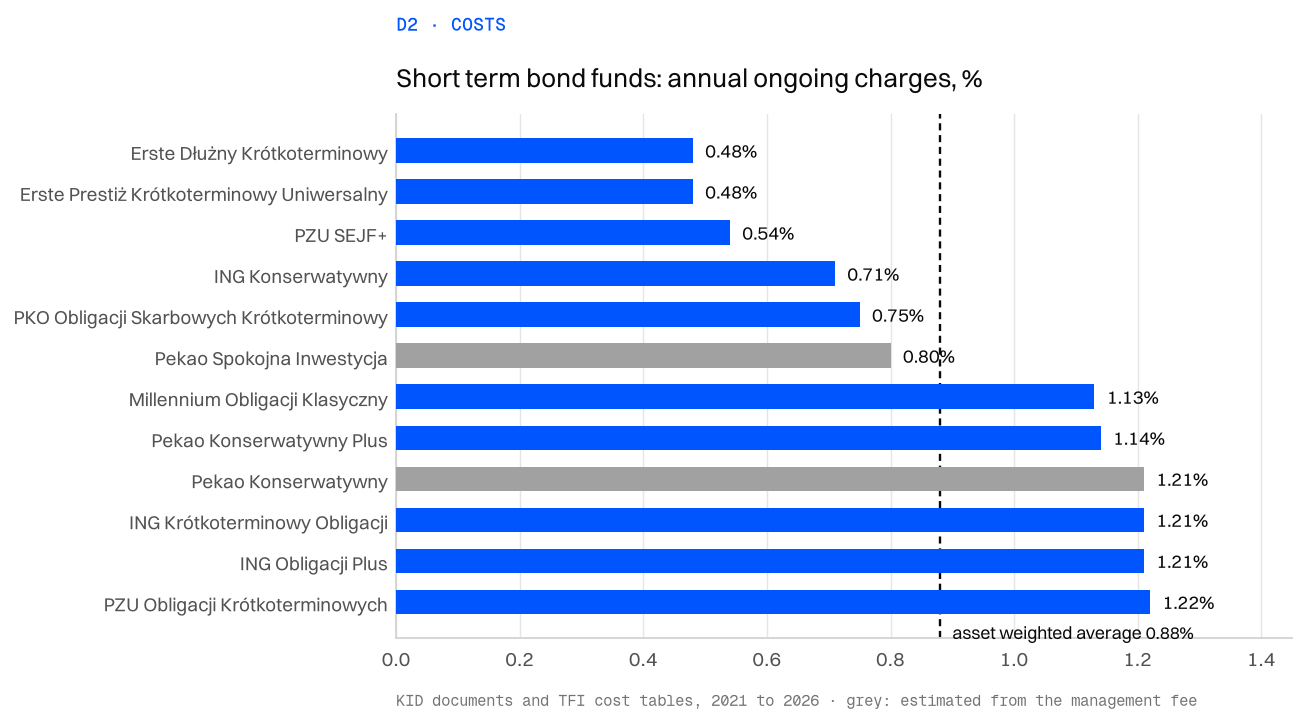 D2 · COSTS
Short term bond funds: annual ongoing charges, %
Erste Dłużny Krótkoterminowy 0.48%
Erste Prestiż Krótkoterminowy Uniwersalny 0.48%
PZU SEJF+ 0.54%
ING Konserwatywny 0.71%
PKO Obligacji Skarbowych Krótkoterminowy 0.75%
Pekao Spokojna Inwestycja 0.80%
Millennium Obligacji Klasyczny 1.13%
Pekao Konserwatywny Plus 1.14%
Pekao Konserwatywny 1.21%
ING Krótkoterminowy Obligacji 1.21%
ING Obligacji Plus 1.21%
PZU Obligacji Krótkoterminowych 1.22%
asset weighted average 0.88%
0.0 0.2 0.4 0.6 0.8 1.0 1.2 1.4
KID documents and TFI cost tables, 2021 to 2026 · grey: estimated from the management fee